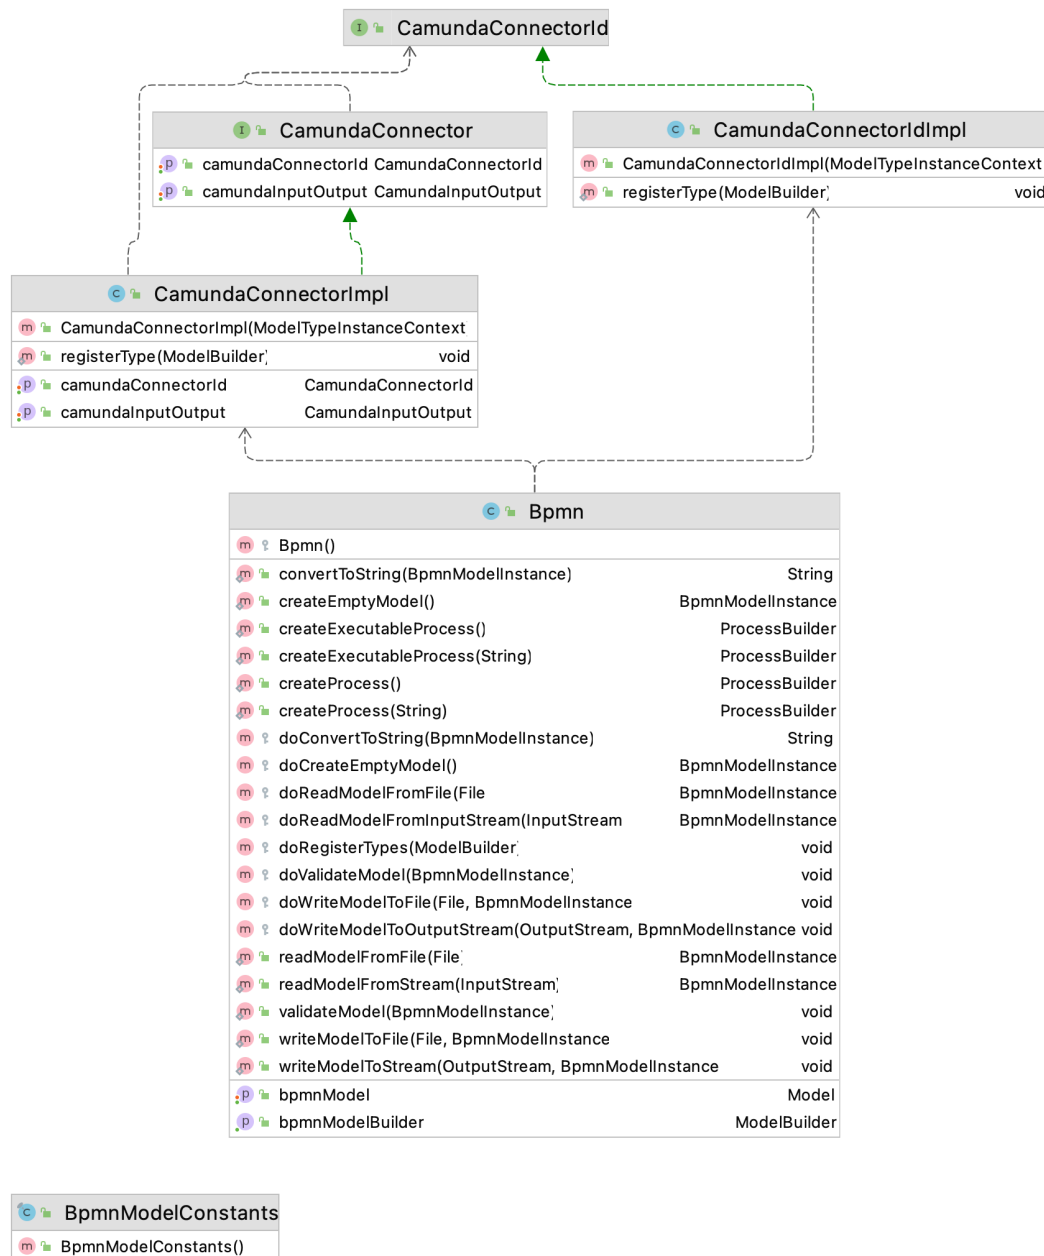 CamundaConnectorId
CamundaConnector
camundaConnectorId CamundaConnectorId
camundaInputOutput CamundaInputOutput
CamundaConnectorIdImpl
CamundaConnectorIdImpl(ModelTypeInstanceContext
registerType(ModelBuilder) void
CamundaConnectorImpl
CamundaConnectorImpl(ModelTypeInstanceContext
registerType(ModelBuilder) void
camundaConnectorId CamundaConnectorId
camundaInputOutput CamundaInputOutput
Bpmn
Bpmn()
convertToString(BpmnModelInstance) String
createEmptyModel() BpmnModelInstance
createExecutableProcess() ProcessBuilder
createExecutableProcess(String) ProcessBuilder
createProcess() ProcessBuilder
createProcess(String) ProcessBuilder
doConvertToString(BpmnModelInstance) String
doCreateEmptyModel() BpmnModelInstance
doReadModelFromFile(File BpmnModelInstance
doReadModelFromInputStream(InputStream BpmnModelInstance
doRegisterTypes(ModelBuilder) void
doValidateModel(BpmnModelInstance) void
doWriteModelToFile(File, BpmnModelInstance void
doWriteModelToOutputStream(OutputStream, BpmnModelInstance void
readModelFromFile(File) BpmnModelInstance
readModelFromStream(InputStream) BpmnModelInstance
validateModel(BpmnModelInstance) void
writeModelToFile(File, BpmnModelInstance void
writeModelToStream(OutputStream, BpmnModelInstance void
bpmnModel Model
bpmnModelBuilder ModelBuilder
BpmnModelConstants
BpmnModelConstants()